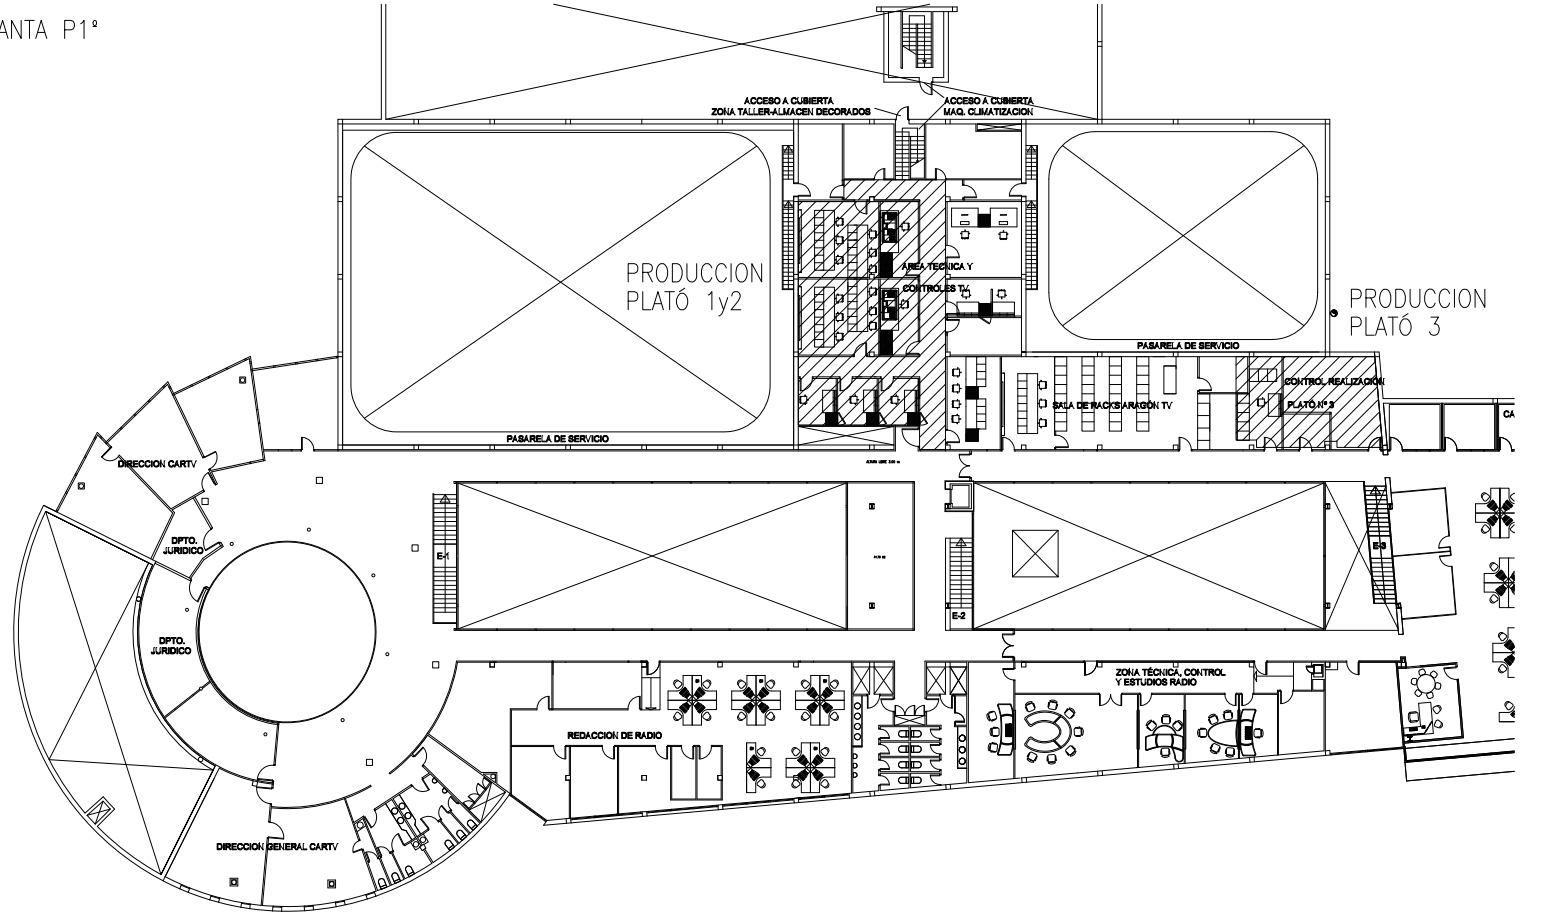 ANTA P1ª
ACCESO A CUBIERTA
ZONA TALLER-ALMACEN DECORADOS
ACCESO A CUBIERTA
MAQ. CLIMATIZACION
PRODUCCION
PLATÓ 1y2
AREA TECNICA Y
CONTROLES TV.
PRODUCCION
PLATÓ 3
PASARELA DE SERVICIO
CONTROL REALIZACIÓN
PLATÓ Nº 3
SALA DE RACKS ARAGÓN TV
CA
PASARELA DE SERVICIO
DIRECCION CARTV
DPTO.
JURIDICO
E-1
E-2
E-3
DPTO.
JURIDICO
ZONA TÉCNICA, CONTROL
Y ESTUDIOS RADIO
REDACCION DE RADIO
DIRECCION GENERAL CARTV